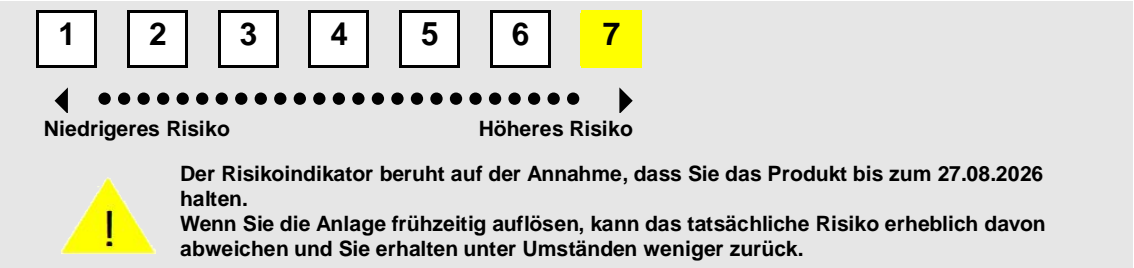 1 2 3 4 5 6 7
Niedrigeres Risiko Höheres Risiko
Der Risikoindikator beruht auf der Annahme, dass Sie das Produkt bis zum 27.08.2026
halten.
Wenn Sie die Anlage frühzeitig auflösen, kann das tatsächliche Risiko erheblich davon
abweichen und Sie erhalten unter Umständen weniger zurück.
!